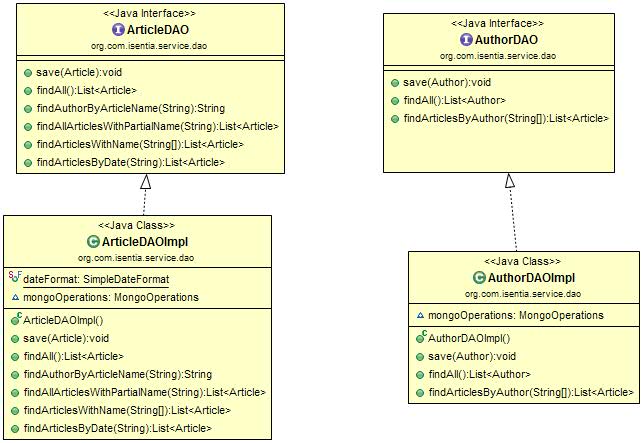 <<Java Interface>>
ArticleDAO
org.com.isentia.service.dao
save(Article):void
findAll():List<Article>
findAuthorByArticleName(String):String
findAllArticlesWithPartialName(String):List<Article>
findArticlesWithName(String[]):List<Article>
findArticlesByDate(String):List<Article>
<<Java Interface>>
AuthorDAO
org.com.isentia.service.dao
save(Author):void
findAll():List<Author>
findArticlesByAuthor(String[]):List<Article>
<<Java Class>>
ArticleDAOImpl
org.com.isentia.service.dao
dateFormat: SimpleDateFormat
mongoOperations: MongoOperations
ArticleDAOImpl()
save(Article):void
findAll():List<Article>
findAuthorByArticleName(String):String
findAllArticlesWithPartialName(String):List<Article>
findArticlesWithName(String[]):List<Article>
findArticlesByDate(String):List<Article>
<<Java Class>>
AuthorDAOImpl
org.com.isentia.service.dao
mongoOperations: MongoOperations
AuthorDAOImpl()
save(Author):void
findAll():List<Author>
findArticlesByAuthor(String[]):List<Article>